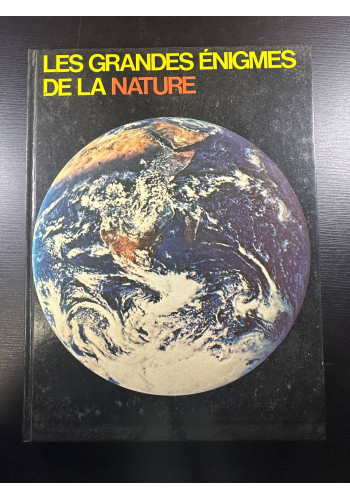 LES GRANDES ÉNIGMES
DE LA NATURE